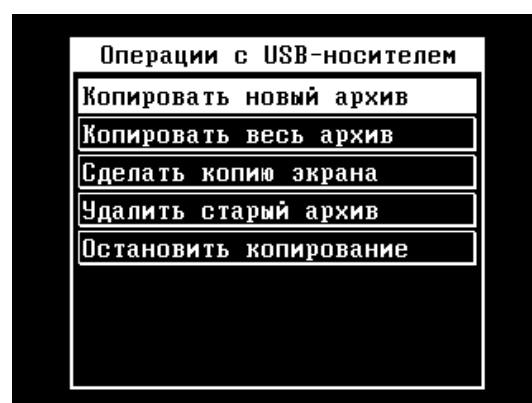 Операции с USB-носителем
Копировать новый архив
Копировать весь архив
Сделать копию экрана
Удалить старый архив
Остановить копирование